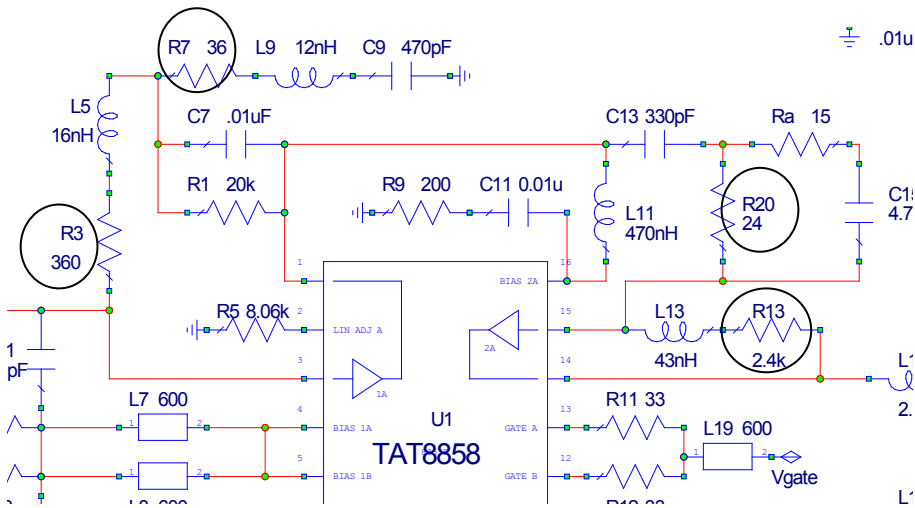 R7 36 L9 12nH C9 470pF
.01u
L5
16nH
C7 .01uF
C13 330pF
Ra 15
R1 20k
R9 200 C11 0.01u
R20
24
L11
470nH
4.7
R3
360
1
16
BIAS 2A
R5 8.06k
2
LIN ADJ A
15
2A
L13
43nH
R13
2.4k
1
pF
3
1A
14
L7 600
1 2
4
BIAS 1A
U1
TAT8858
13
GATE A
R11 33
L19 600
1 2
Vgate
5
BIAS 1B
12
GATE B
1 2